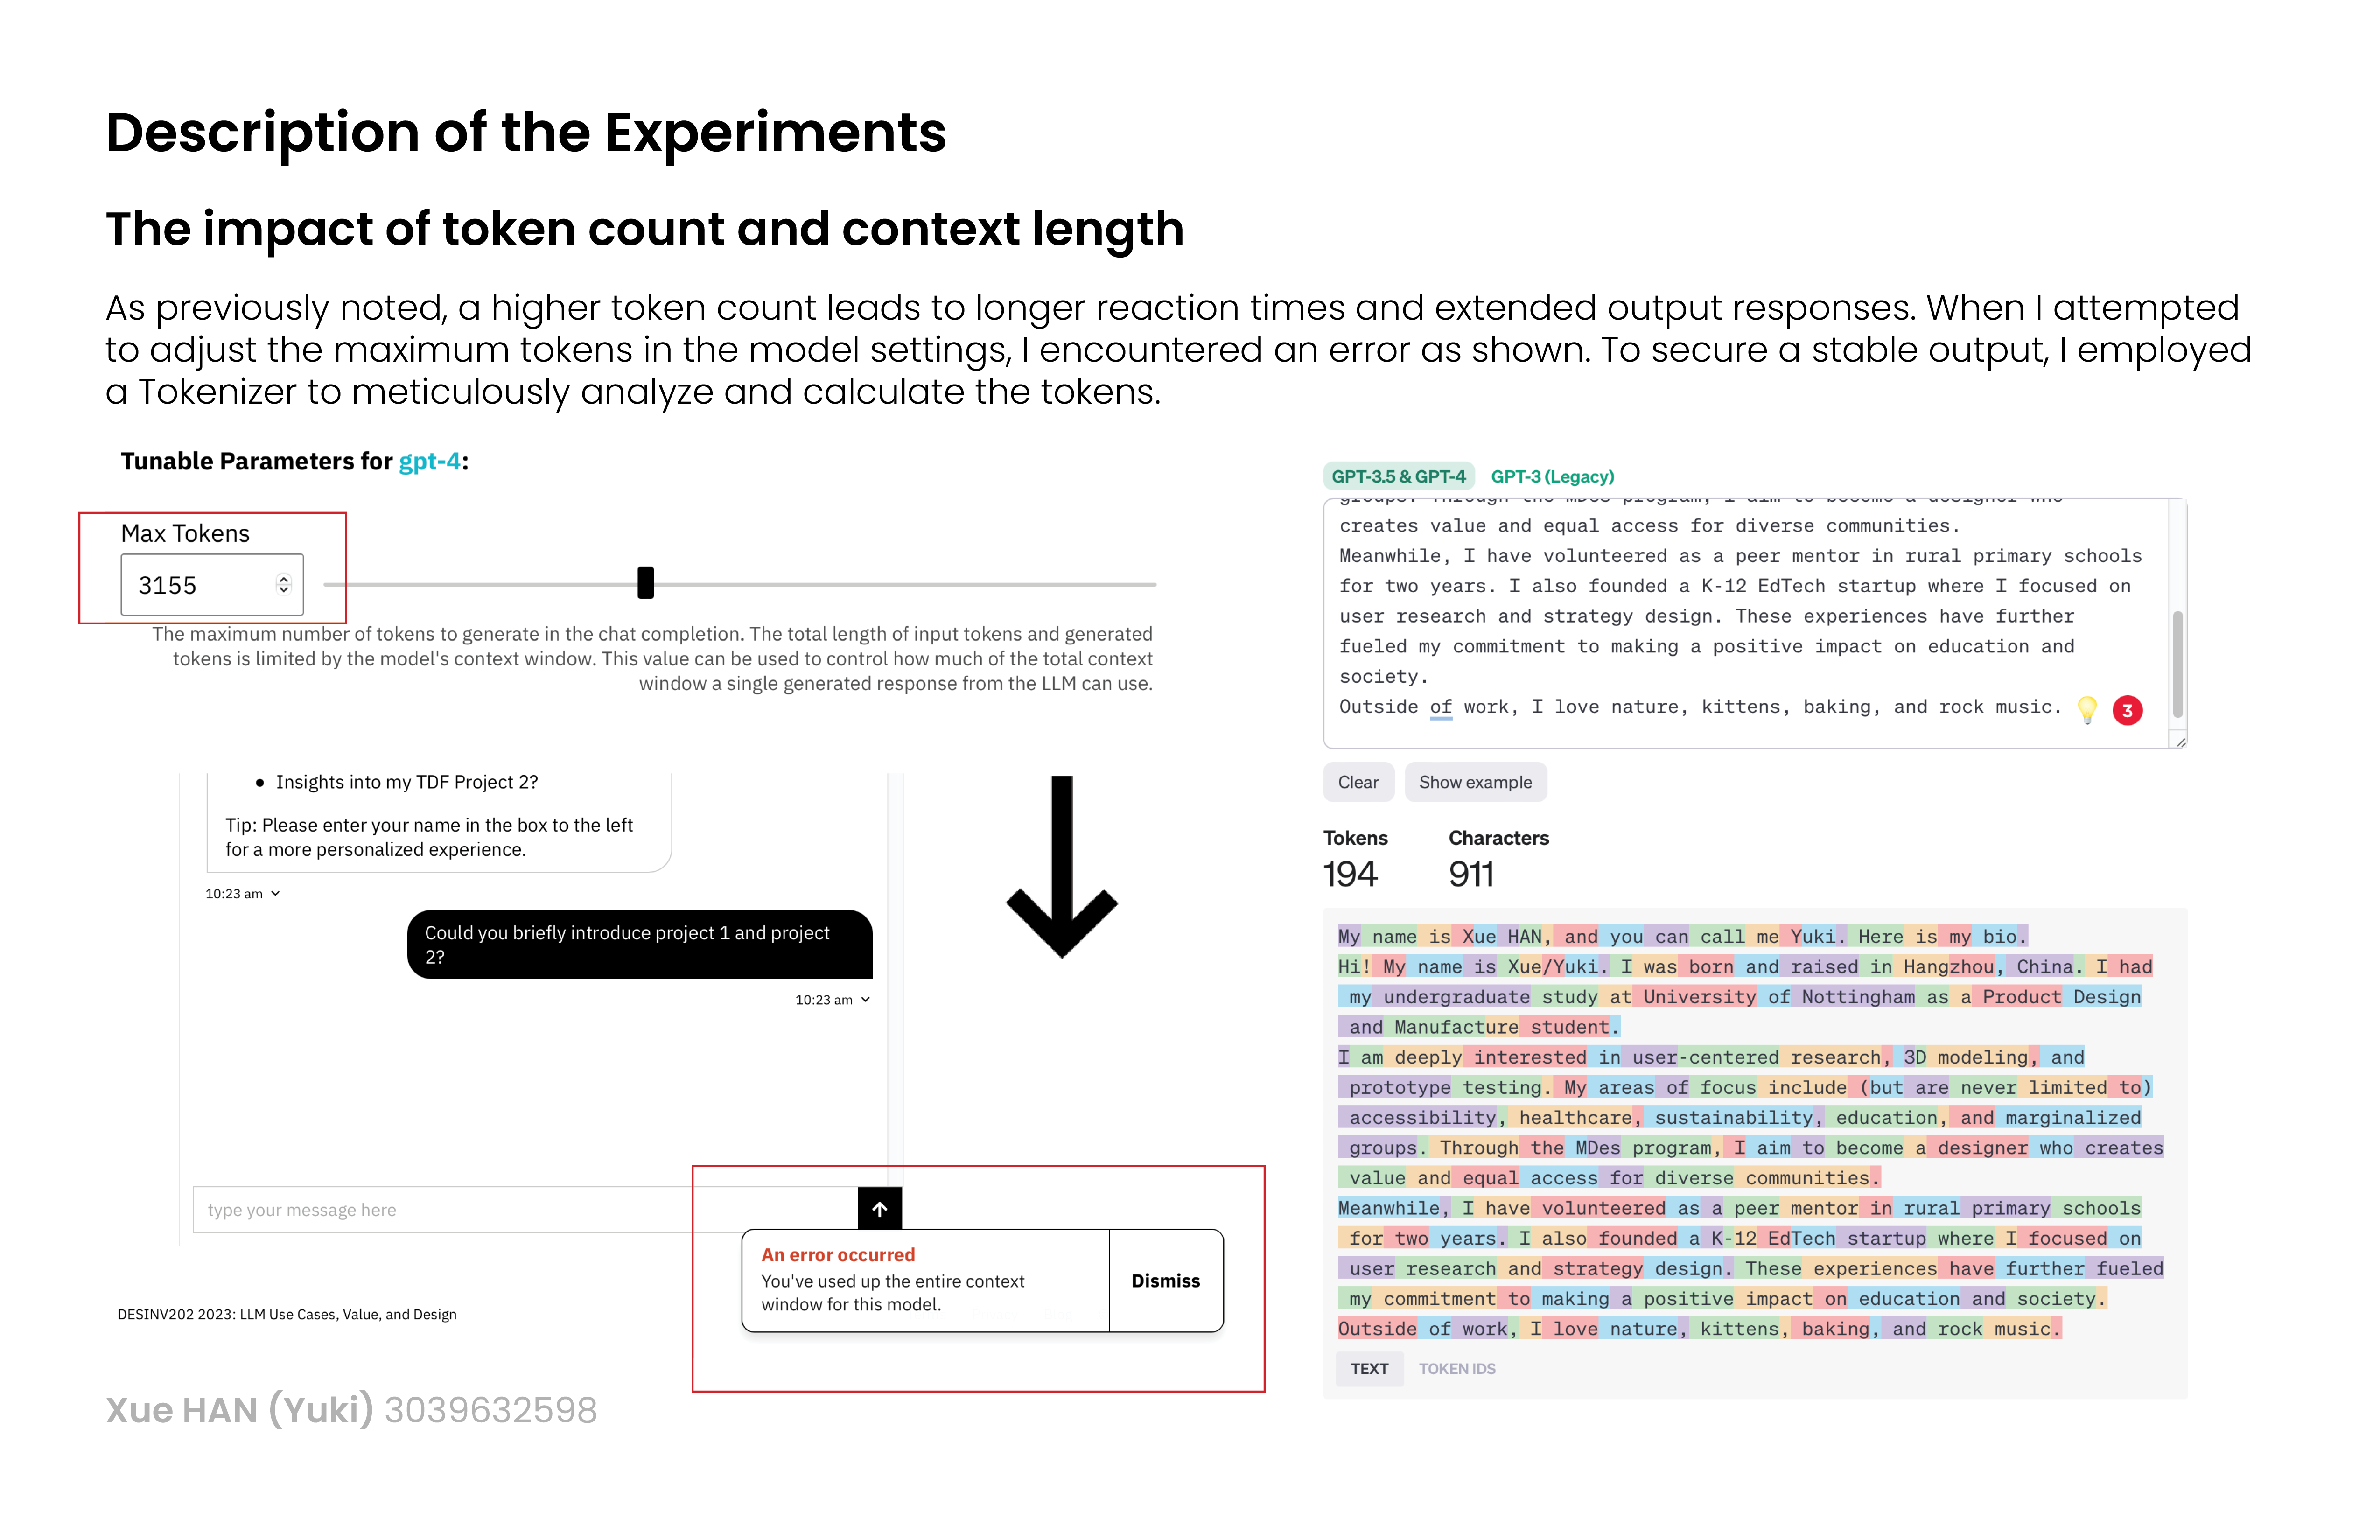 Description of the Experiments
The impact of token count and context length
As previously noted, a higher token count leads to longer reaction times and extended output responses. When I attempted
to adjust the maximum tokens in the model settings, I encountered an error as shown. To secure a stable output, I employed
a Tokenizer to meticulously analyze and calculate the tokens.
Tunable Parameters for gpt-4:
Max Tokens
3155
The maximum number of tokens to generate in the chat completion. The total length of input tokens and generated
tokens is limited by the model's context window. This value can be used to control how much of the total context
window a single generated response from the LLM can use.
• Insights into my TDF Project 2?
Tip: Please enter your name in the box to the left
for a more personalized experience.
10:23 am
Could you briefly introduce project 1 and project
2?
10:23 am
type your message here
An error occurred
You've used up the entire context
window for this model.
Dismiss
DESINV202 2023: LLM Use Cases, Value, and Design
GPT-3.5 & GPT-4 GPT-3 (Legacy)
groups. Through the MDes program, I aim to become a designer who
creates value and equal access for diverse communities.
Meanwhile, I have volunteered as a peer mentor in rural primary schools
for two years. I also founded a K-12 EdTech startup where I focused on
user research and strategy design. These experiences have further
fueled my commitment to making a positive impact on education and
society.
Outside of work, I love nature, kittens, baking, and rock music. 3
Clear Show example
Tokens Characters
194 911
My name is Xue HAN, and you can call me Yuki. Here is my bio.
Hi! My name is Xue/Yuki. I was born and raised in Hangzhou, China. I had
my undergraduate study at University of Nottingham as a Product Design
and Manufacture student.
I am deeply interested in user-centered research, 3D modeling, and
prototype testing. My areas of focus include (but are never limited to)
accessibility, healthcare, sustainability, education, and marginalized
groups. Through the MDes program, I aim to become a designer who creates
value and equal access for diverse communities.
Meanwhile, I have volunteered as a peer mentor in rural primary schools
for two years. I also founded a K-12 EdTech startup where I focused on
user research and strategy design. These experiences have further fueled
my commitment to making a positive impact on education and society.
Outside of work, I love nature, kittens, baking, and rock music.
TEXT TOKEN IDS
Xue HAN (Yuki) 3039632598